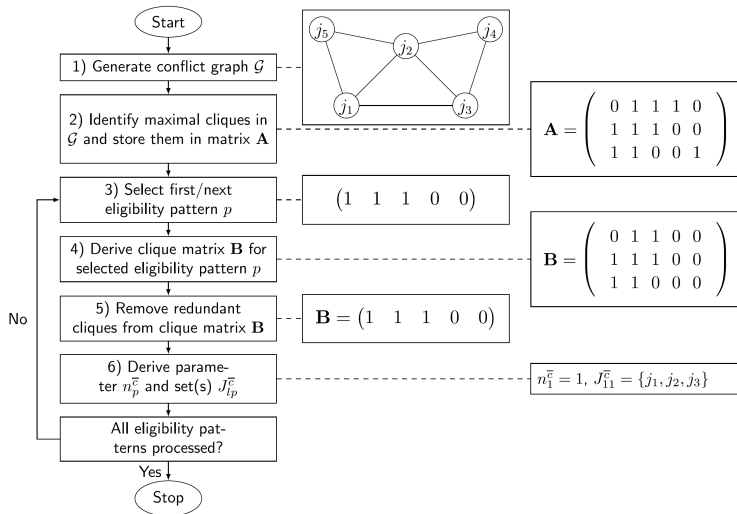 Start
1) Generate conflict graph 𝒢
j₅
j₂
j₄
j₁
j₃
2) Identify maximal cliques in
𝒢 and store them in matrix A
A =
0 1 1 1 0
1 1 1 0 0
1 1 0 0 1
3) Select first/next
eligibility pattern p
(1 1 1 0 0)
4) Derive clique matrix B for
selected eligibility pattern p
B =
0 1 1 0 0
1 1 1 0 0
1 1 0 0 0
No
5) Remove redundant
cliques from clique matrix B
B = (1 1 1 0 0)
6) Derive parame-
ter n_p^c̅ and set(s) J_{lp}^c̅
n_1^c̅ = 1, J_{11}^c̅ = {j₁, j₂, j₃}
All eligibility pat-
terns processed?
Yes
Stop